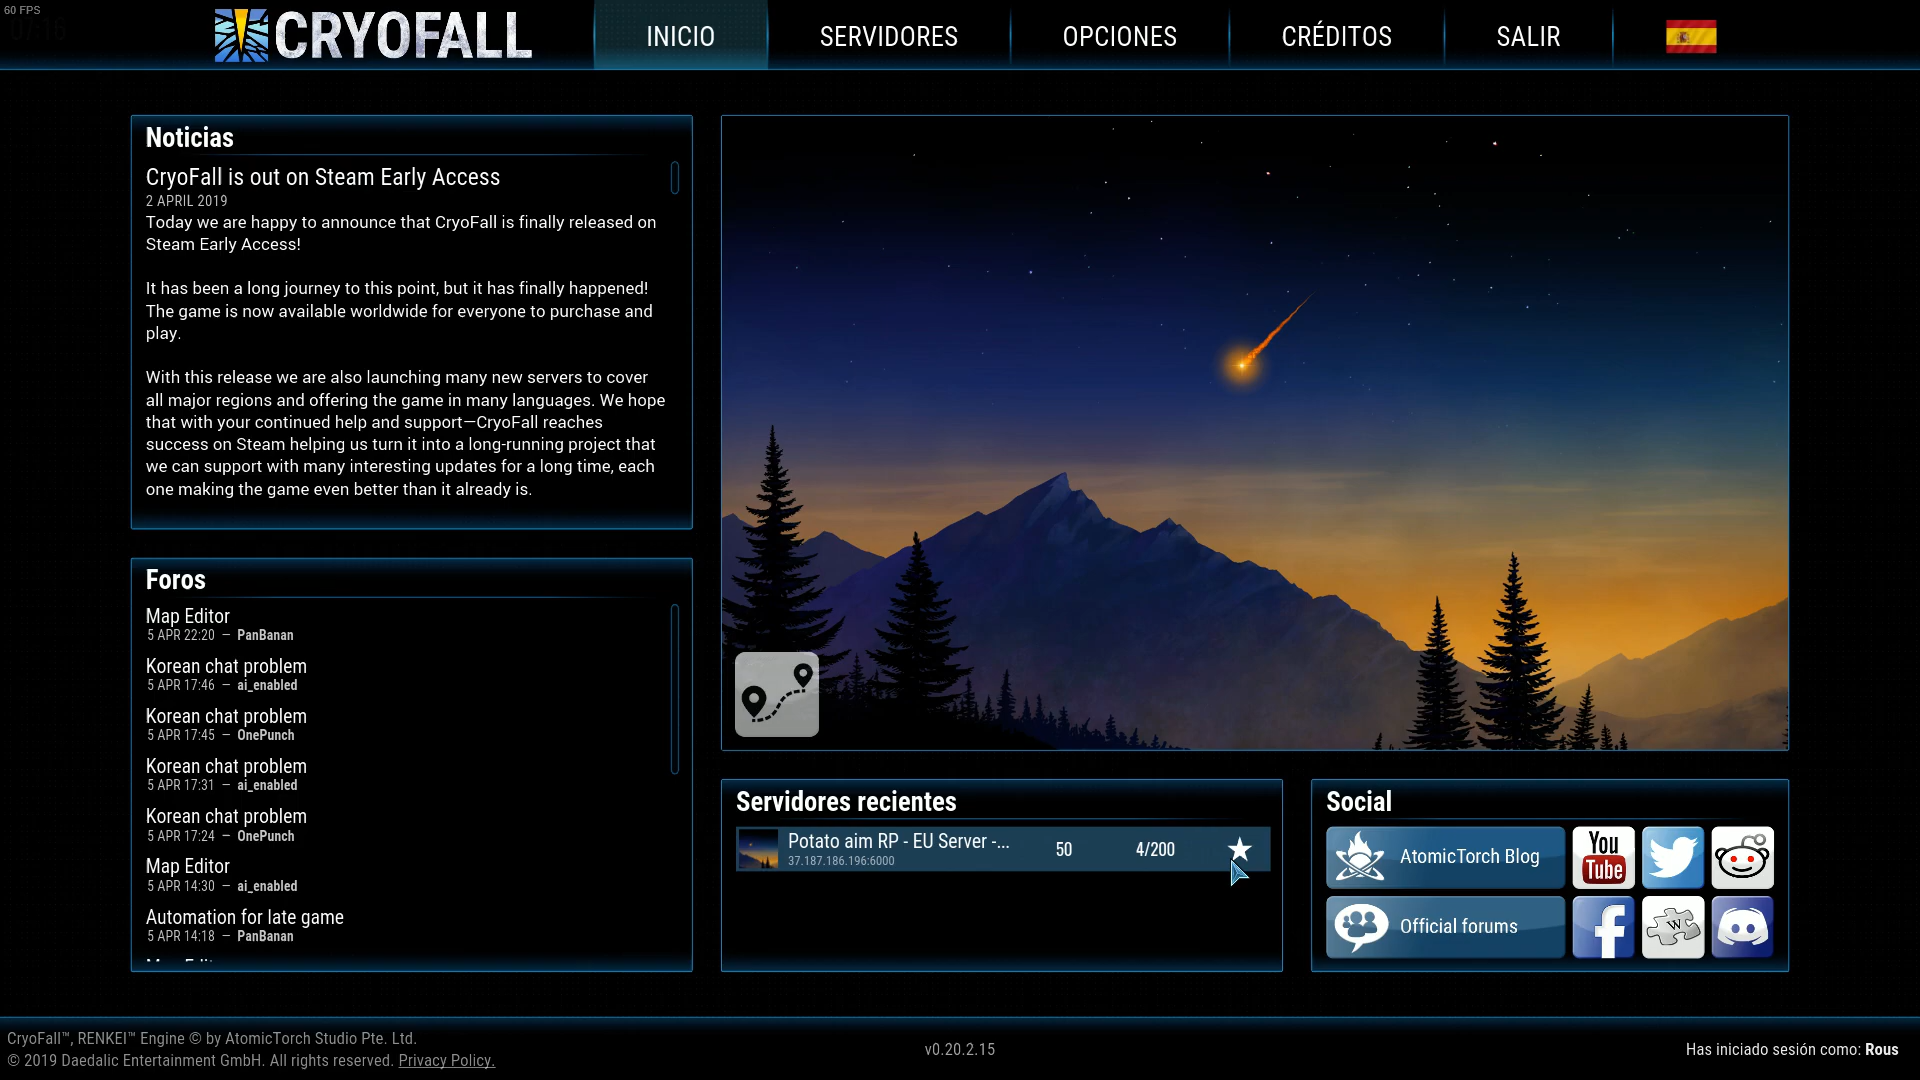 60 FPS
07:16
CRYOFALL
INICIO
SERVIDORES
OPCIONES
CRÉDITOS
SALIR
Noticias
CryoFall is out on Steam Early Access
2 APRIL 2019
Today we are happy to announce that CryoFall is finally released on
Steam Early Access!
It has been a long journey to this point, but it has finally happened!
The game is now available worldwide for everyone to purchase and
play.
With this release we are also launching many new servers to cover
all major regions and offering the game in many languages. We hope
that with your continued help and support—CryoFall reaches
success on Steam helping us turn it into a long-running project that
we can support with many interesting updates for a long time, each
one making the game even better than it already is.
Foros
Map Editor
5 APR 22:20 — PanBanan
Korean chat problem
5 APR 17:46 — ai_enabled
Korean chat problem
5 APR 17:45 — OnePunch
Korean chat problem
5 APR 17:31 — ai_enabled
Korean chat problem
5 APR 17:24 — OnePunch
Map Editor
5 APR 14:30 — ai_enabled
Automation for late game
5 APR 14:18 — PanBanan
Servidores recientes
Potato aim RP - EU Server -...
37.187.186.196:6000
50
4/200
Social
AtomicTorch Blog
You
Tube
Official forums
W
CryoFall™, RENKEI™ Engine © by AtomicTorch Studio Pte. Ltd.
© 2019 Daedalic Entertainment GmbH. All rights reserved. Privacy Policy.
v0.20.2.15
Has iniciado sesión como: Rous